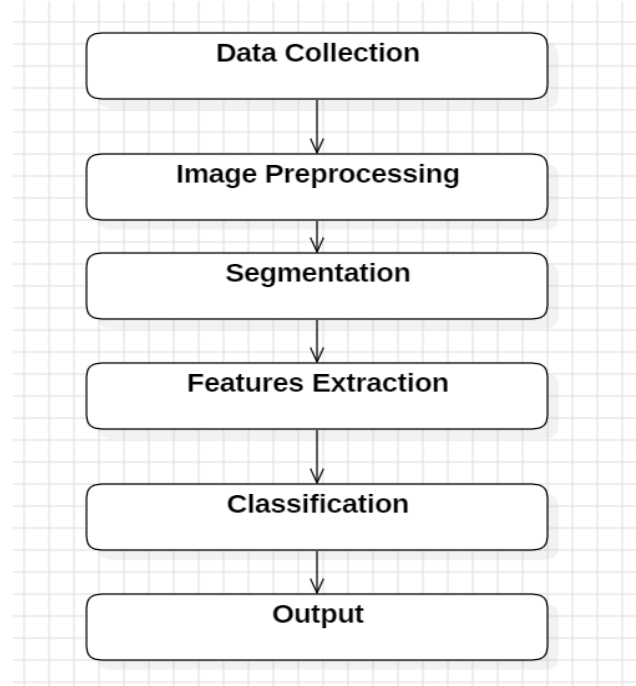 Data Collection
Image Preprocessing
Segmentation
Features Extraction
Classification
Output